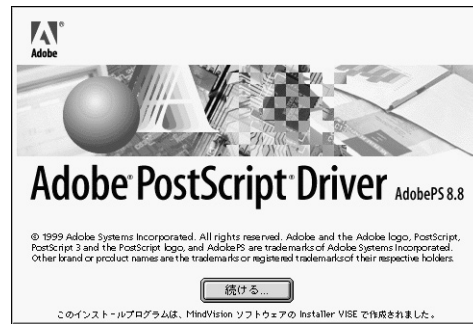 Adobe®
Adobe® PostScript® Driver AdobePS 8.8
© 1999 Adobe Systems Incorporated. All rights reserved. Adobe and the Adobe logo, PostScript,
PostScript 3 and the PostScript logo, and AdobePS are trademarks of Adobe Systems Incorporated.
Other brand or product names are the trademarks or registered trademarks of their respective holders.
続ける...
このインストールプログラムは、MindVision ソフトウェアの Installer VISE で作成されました。